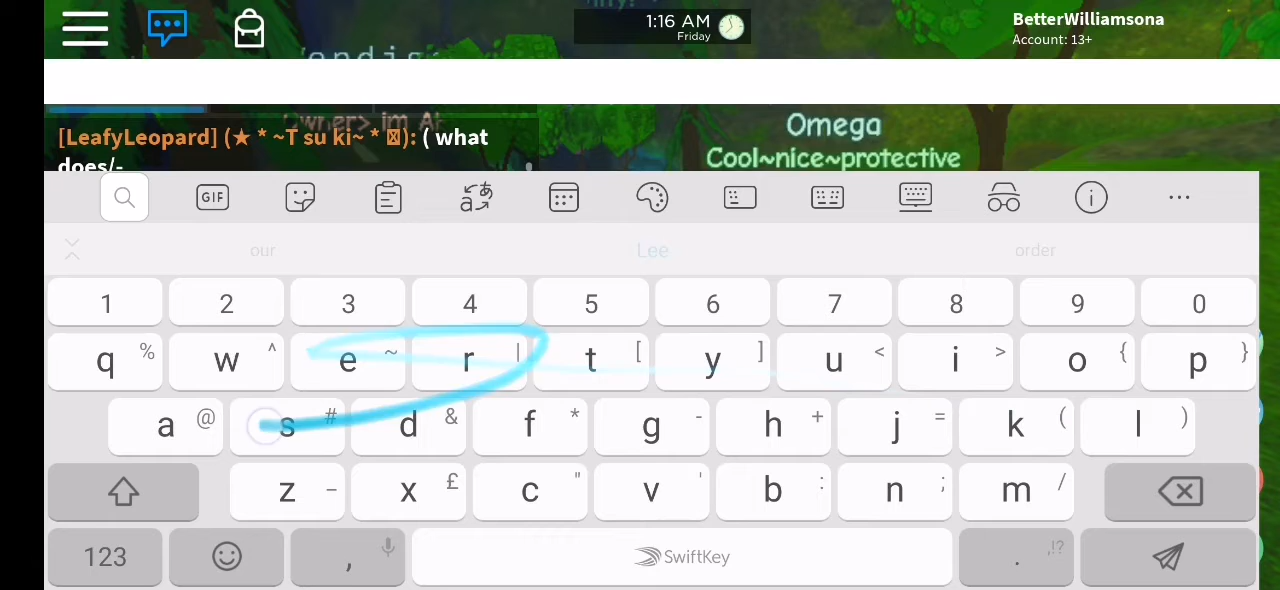 1:16 AM
Friday
BetterWilliamsona
Account: 13+
[LeafyLeopard] (★ * ~T su ki~ * ): ( what
does/-
Omega
Cool~nice~protective
GIF
our Lee order
1 2 3 4 5 6 7 8 9 0
q % w ^ e ~ r | t [ y ] u < i > o { p }
a @ s # d & f * g - h + j = k ( l )
z _ x £ c " v ' b : n ; m /
123 , SwiftKey . ,!?